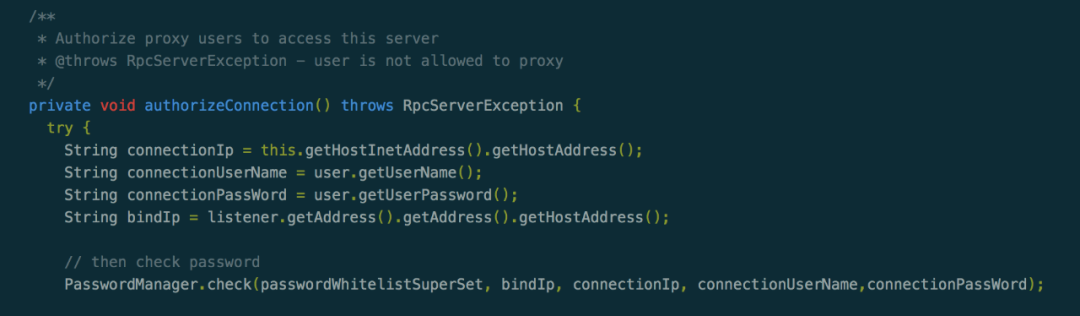 /**
* Authorize proxy users to access this server
* @throws RpcServerException – user is not allowed to proxy
*/
private void authorizeConnection() throws RpcServerException {
try {
String connectionIp = this.getHostInetAddress().getHostAddress();
String connectionUserName = user.getUserName();
String connectionPassWord = user.getUserPassword();
String bindIp = listener.getAddress().getAddress().getHostAddress();
// then check password
PasswordManager.check(passwordWhitelistSuperSet, bindIp, connectionIp, connectionUserName,connectionPassWord);